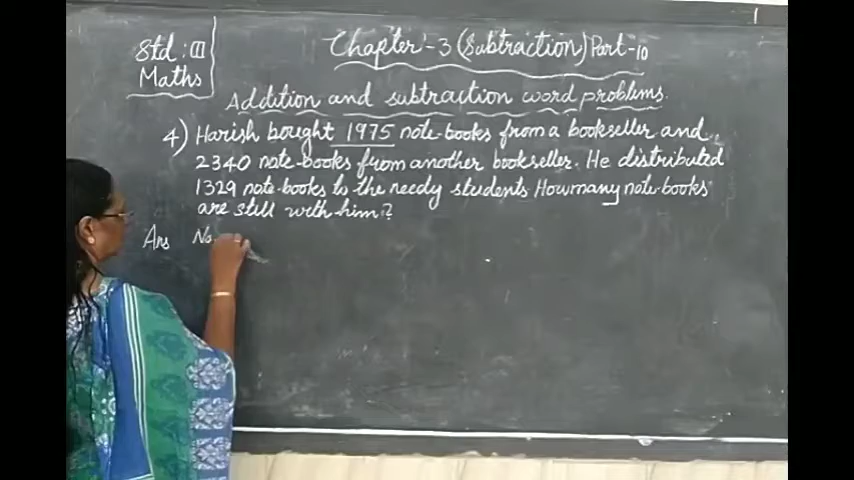 Std : III
Maths
Chapter - 3 (Subtraction) Part-10
Addition and subtraction word problems.
4) Harish bought 1975 note-books from a bookseller and
2340 note-books from another bookseller. He distributed
1329 note-books to the needy students How many note-books
are still with him?
Ans No